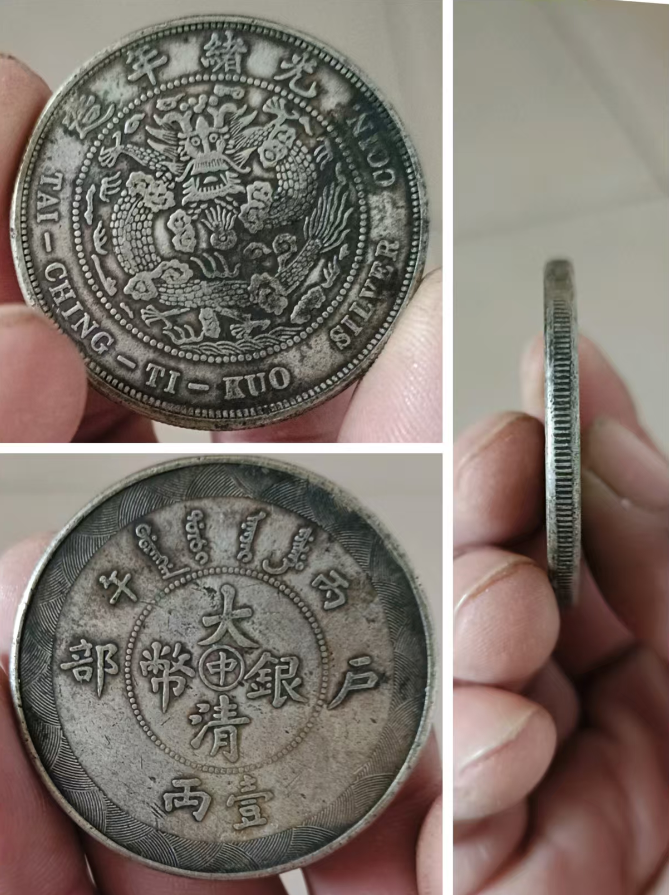 光緒年造
TAI-CHING-TI-KUO SILVER COIN
丙午
戶部
大清銀幣
中
壹兩